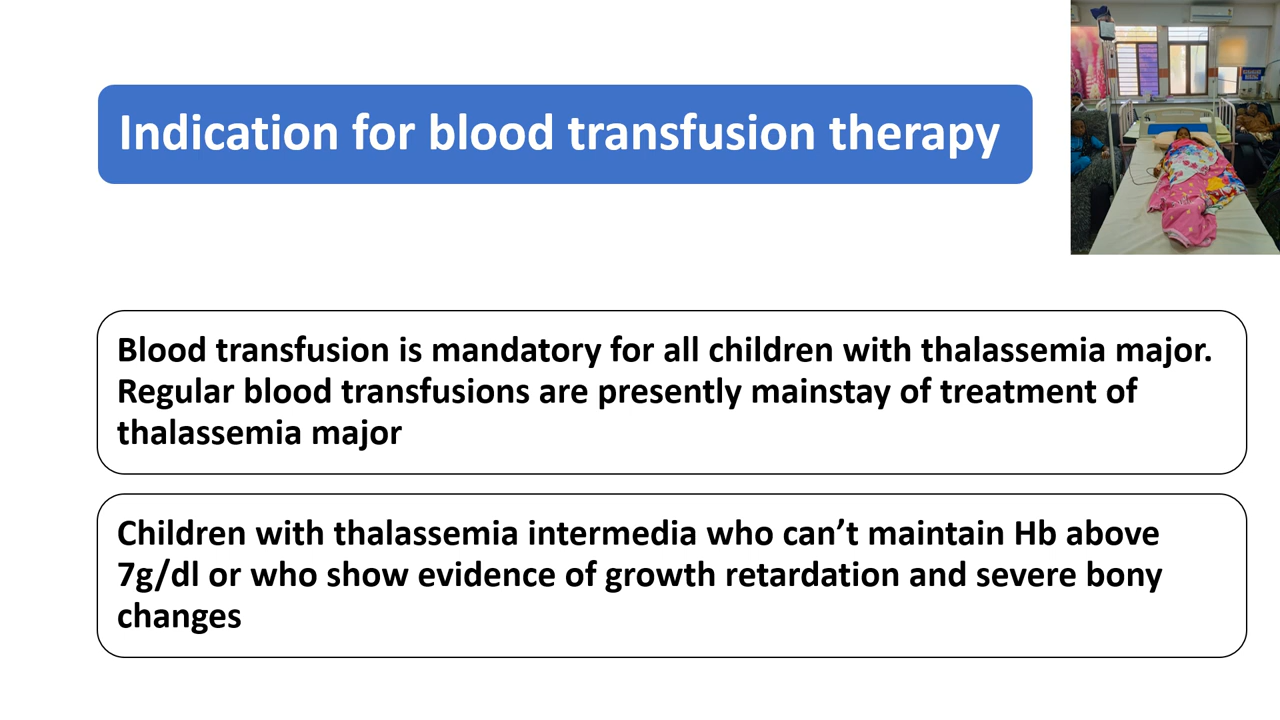 Indication for blood transfusion therapy
Blood transfusion is mandatory for all children with thalassemia major.
Regular blood transfusions are presently mainstay of treatment of
thalassemia major
Children with thalassemia intermedia who can’t maintain Hb above
7g/dl or who show evidence of growth retardation and severe bony
changes